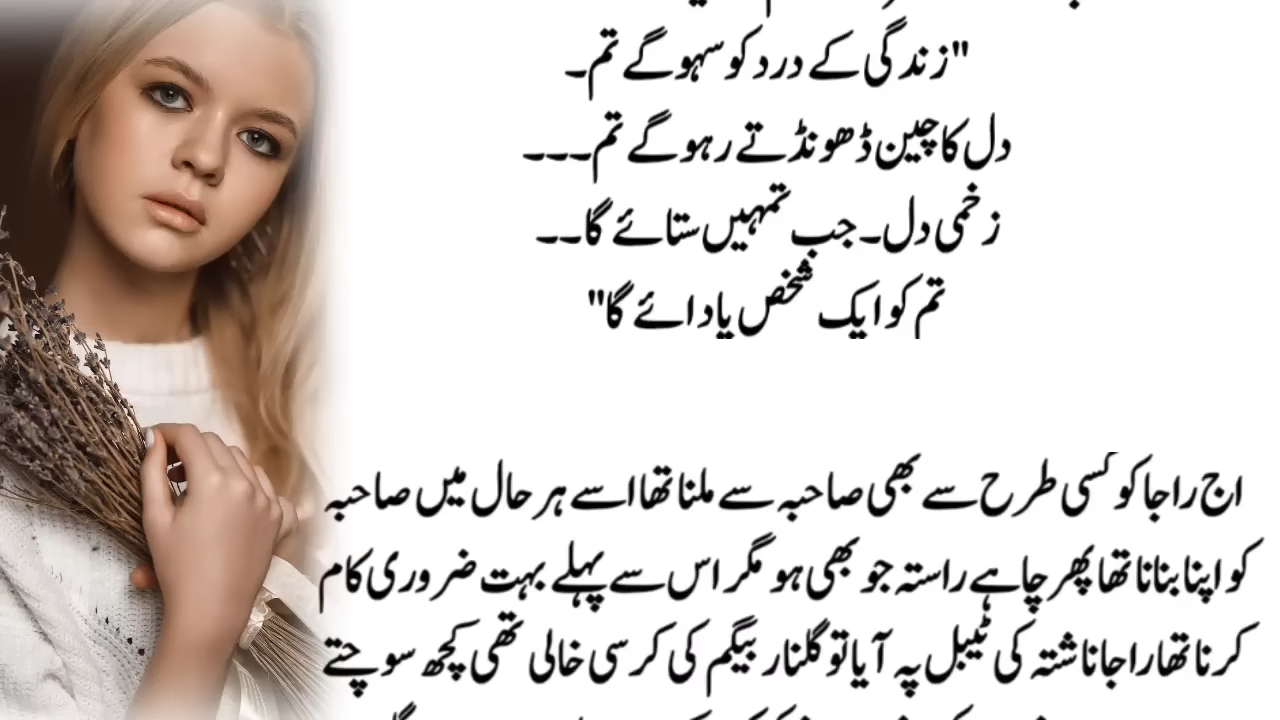 "زندگی کے درد کو سہو گے تم۔
دل کا چین ڈھونڈتے رہو گے تم۔۔۔
زخمی دل۔ جب تمہیں ستائے گا۔۔
تم کو ایک شخص یاد ائے گا"
اج راجا کو کسی طرح سے بھی صاحبہ سے ملنا تھا اسے ہر حال میں صاحبہ
کو اپنا بنانا تھا پھر چاہے راستہ جو بھی ہو مگر اس سے پہلے بہت ضروری کام
کرنا تھا راجا ناشتہ کی ٹیبل پہ آیا تو گلنار بیگم کی کرسی خالی تھی کچھ سوچتے